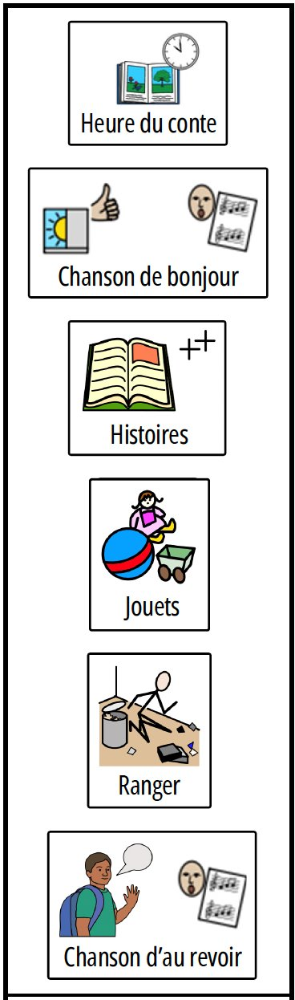 Heure du conte
Chanson de bonjour
Histoires
Jouets
Ranger
Chanson d'au revoir